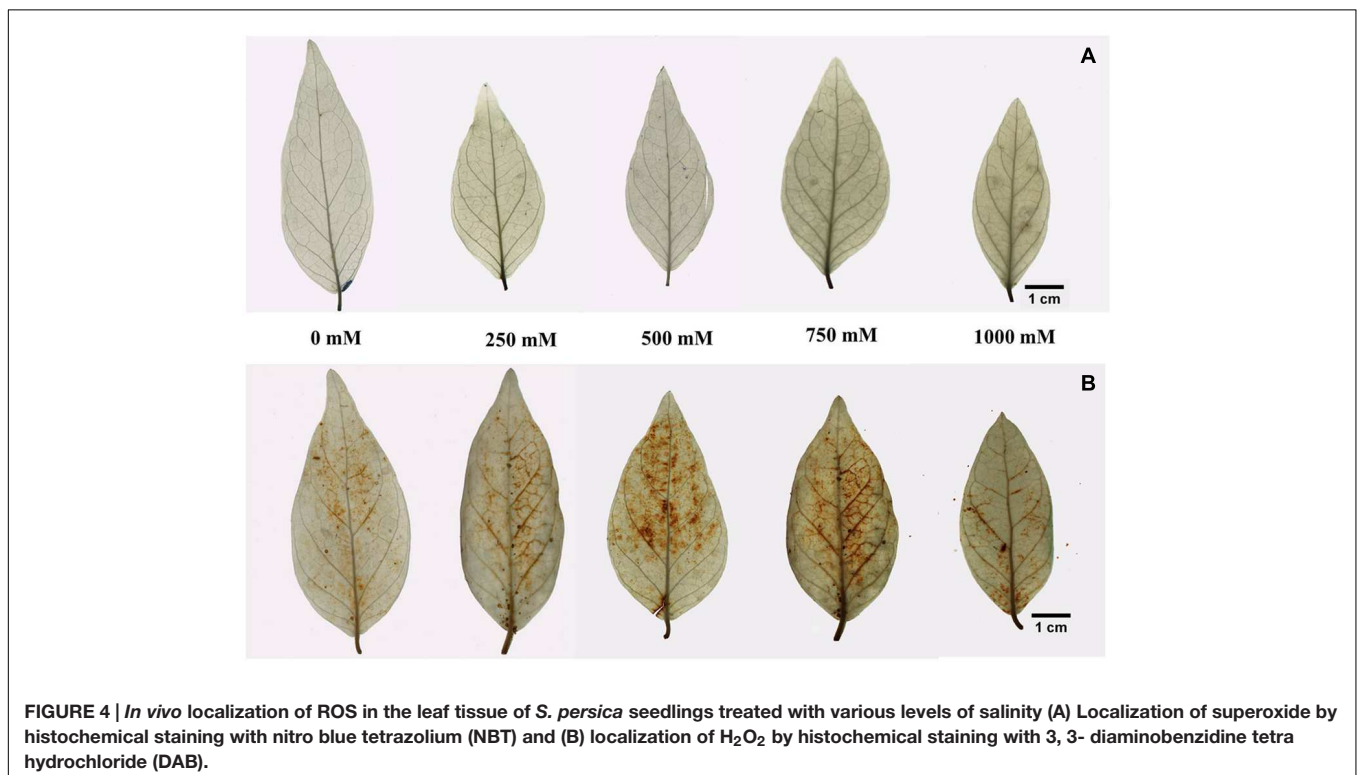 A
1 cm
0 mM 250 mM 500 mM 750 mM 1000 mM
B
1 cm
FIGURE 4 | In vivo localization of ROS in the leaf tissue of S. persica seedlings treated with various levels of salinity (A) Localization of superoxide by
histochemical staining with nitro blue tetrazolium (NBT) and (B) localization of H₂O₂ by histochemical staining with 3, 3- diaminobenzidine tetra
hydrochloride (DAB).